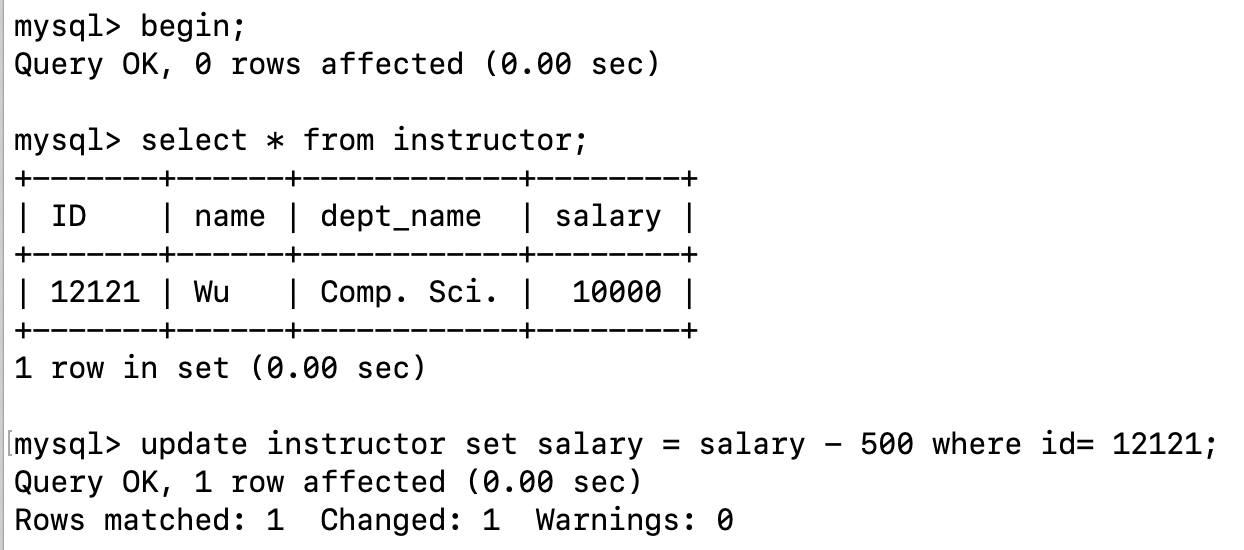 mysql> begin;
Query OK, 0 rows affected (0.00 sec)
mysql> select * from instructor;
+-------+------+------------+--------+
| ID    | name | dept_name  | salary |
+-------+------+------------+--------+
| 12121 | Wu   | Comp. Sci. |  10000 |
+-------+------+------------+--------+
1 row in set (0.00 sec)
[mysql> update instructor set salary = salary - 500 where id= 12121;
Query OK, 1 row affected (0.00 sec)
Rows matched: 1  Changed: 1  Warnings: 0